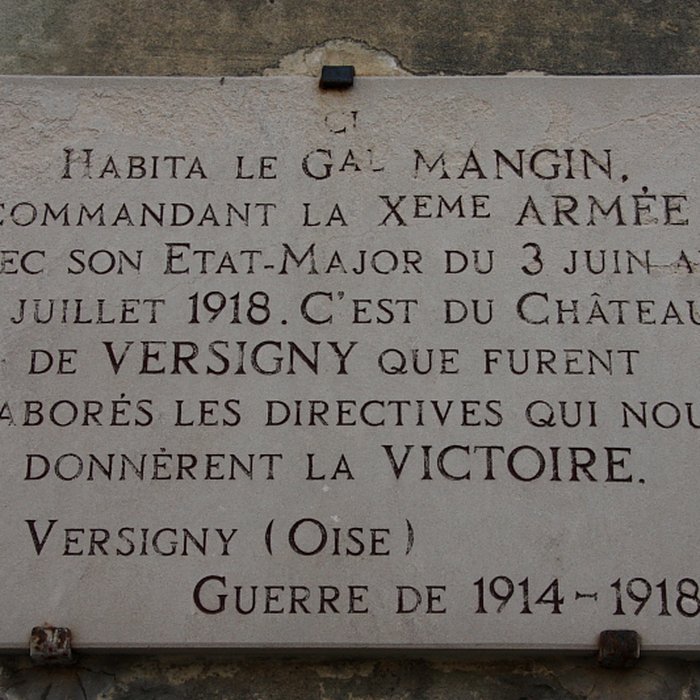 CI
HABITA LE GAL MANGIN,
COMMANDANT LA XEME ARMÉE
EC SON ETAT-MAJOR DU 3 JUIN A
JUILLET 1918. C'EST DU CHÂTEAU
DE VERSIGNY QUE FURENT
ABORÉS LES DIRECTIVES QUI NOU
DONNÈRENT LA VICTOIRE.
VERSIGNY (OISE)
GUERRE DE 1914-1918